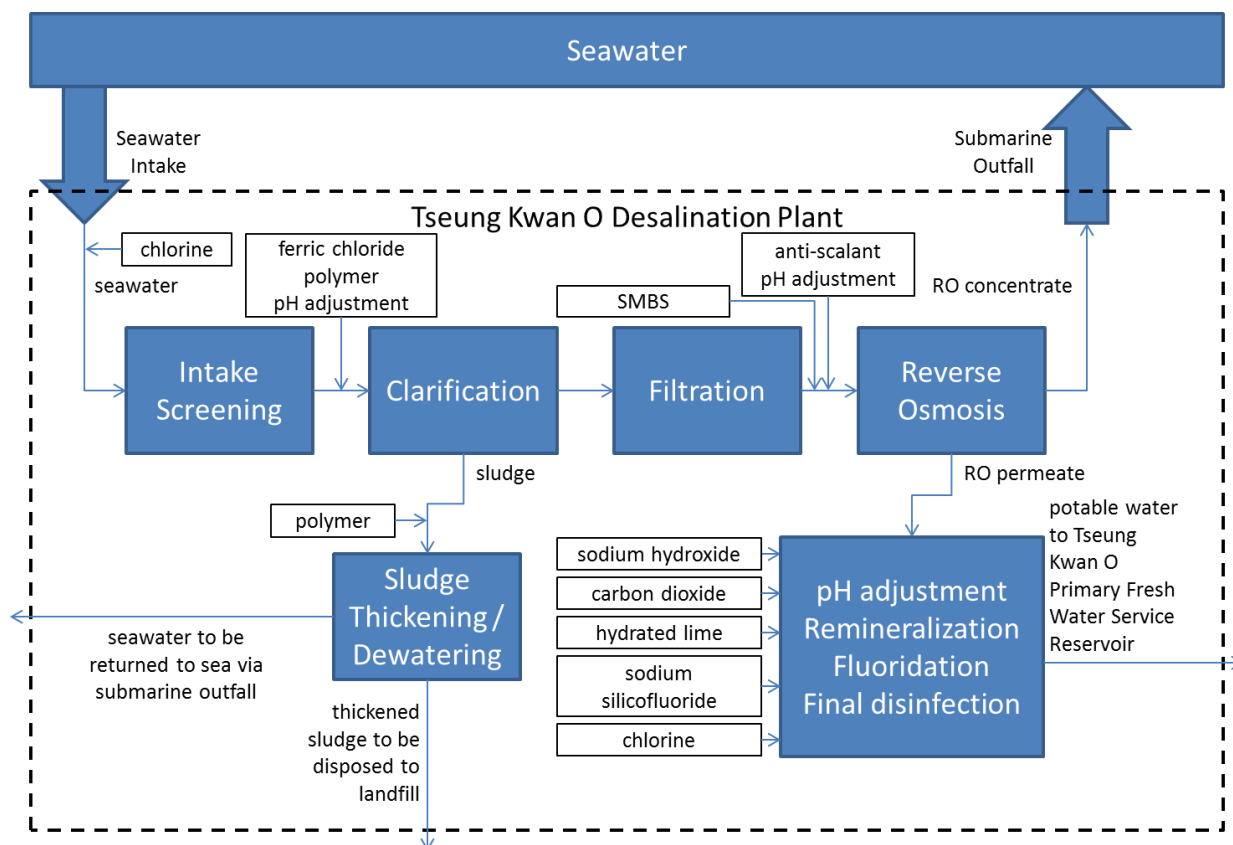 Seawater
Seawater
Intake
Submarine
Outfall
Tseung Kwan O Desalination Plant
chlorine
seawater
ferric chloride
polymer
pH adjustment
SMBS
anti-scalant
pH adjustment
RO concentrate
Intake
Screening
Clarification
Filtration
Reverse
Osmosis
sludge
RO permeate
polymer
Sludge
Thickening /
Dewatering
seawater to be
returned to sea via
submarine outfall
thickened
sludge to be
disposed to
landfill
sodium hydroxide
carbon dioxide
hydrated lime
sodium
silicofluoride
chlorine
pH adjustment
Remineralization
Fluoridation
Final disinfection
potable water
to Tseung
Kwan O
Primary Fresh
Water Service
Reservoir